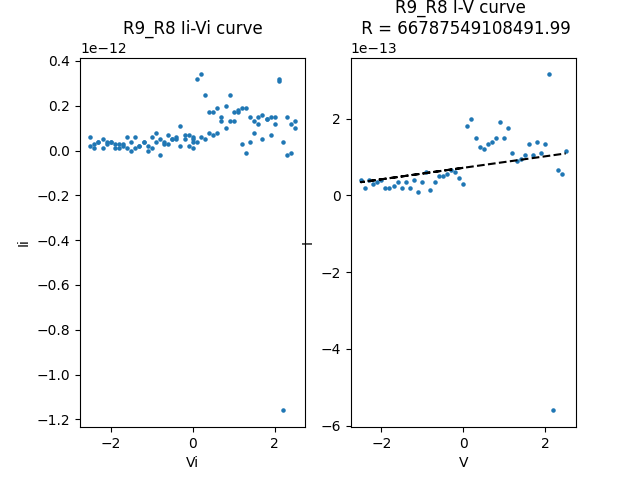 R9_R8 Ii-Vi curve
1e−12
0.4
0.2
0.0
−0.2
−0.4
−0.6
−0.8
−1.0
−1.2
Ii
−2
0
2
Vi
R9_R8 I-V curve
R = 66787549108491.99
1e−13
2
0
−2
−4
−6
I
−2
0
2
V